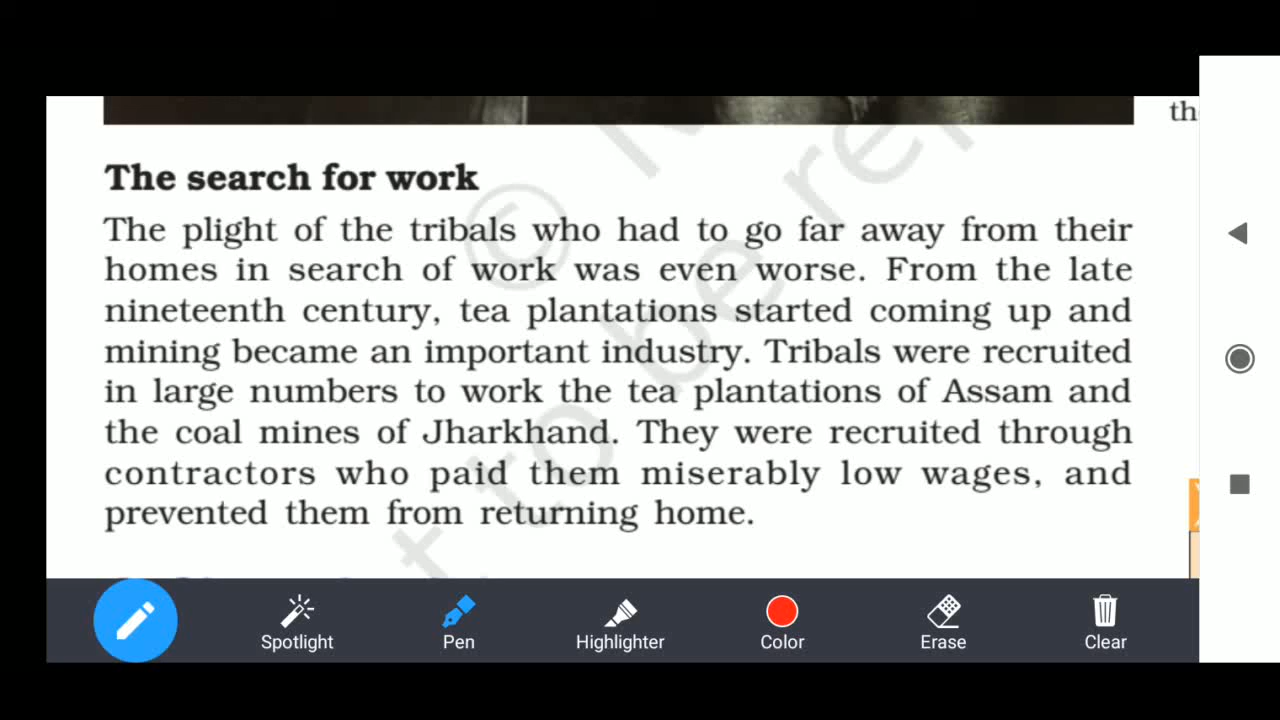 th
The search for work
The plight of the tribals who had to go far away from their
homes in search of work was even worse. From the late
nineteenth century, tea plantations started coming up and
mining became an important industry. Tribals were recruited
in large numbers to work the tea plantations of Assam and
the coal mines of Jharkhand. They were recruited through
contractors who paid them miserably low wages, and
prevented them from returning home.
© N
to be re
Spotlight
Pen
Highlighter
Color
Erase
Clear